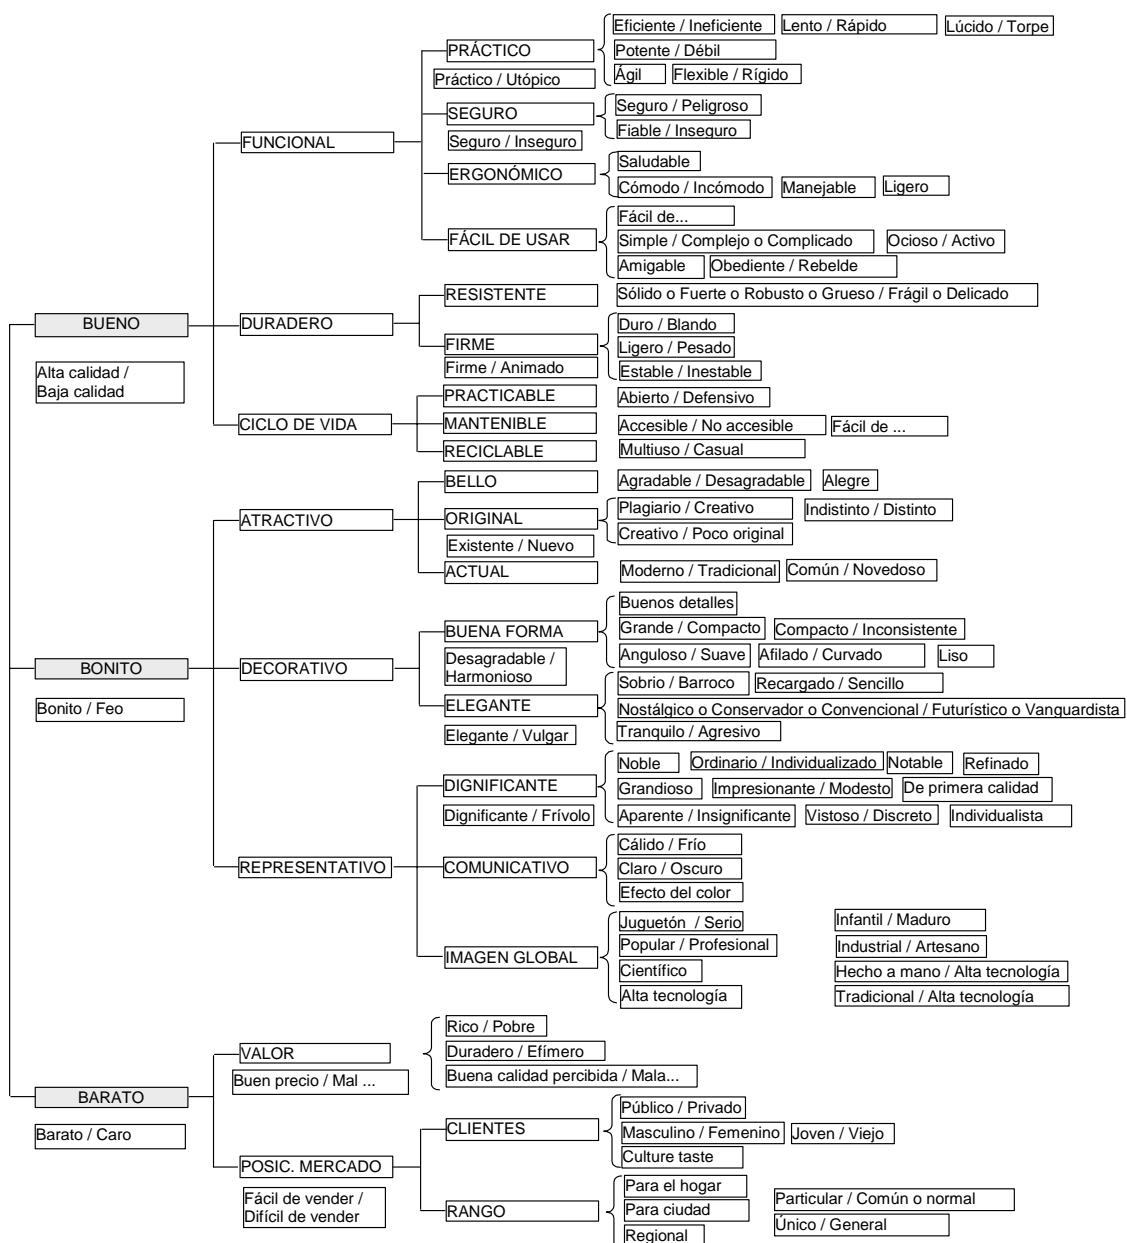 Eficiente / Ineficiente
Lento / Rápido
Lúcido / Torpe
PRÁCTICO
Potente / Débil
Práctico / Utópico
Ágil
Flexible / Rígido
SEGURO
Seguro / Peligroso
Fiable / Inseguro
Seguro / Inseguro
FUNCIONAL
ERGONÓMICO
Saludable
Cómodo / Incómodo
Manejable
Ligero
FÁCIL DE USAR
Fácil de...
Simple / Complejo o Complicado
Ocioso / Activo
Amigable
Obediente / Rebelde
RESISTENTE
Sólido o Fuerte o Robusto o Grueso / Frágil o Delicado
BUENO
DURADERO
Duro / Blando
FIRME
Ligero / Pesado
Firme / Animado
Estable / Inestable
Alta calidad /
Baja calidad
PRACTICABLE
Abierto / Defensivo
CICLO DE VIDA
MANTENIBLE
Accesible / No accesible
Fácil de ...
RECICLABLE
Multiuso / Casual
BELLO
Agradable / Desagradable
Alegre
ATRACTIVO
ORIGINAL
Plagiario / Creativo
Indistinto / Distinto
Creativo / Poco original
Existente / Nuevo
ACTUAL
Moderno / Tradicional
Común / Novedoso
Buenos detalles
BUENA FORMA
Grande / Compacto
Compacto / Inconsistente
Desagradable /
Harmonioso
Anguloso / Suave
Afilado / Curvado
Liso
BONITO
DECORATIVO
Sobrio / Barroco
Recargado / Sencillo
Bonito / Feo
ELEGANTE
Nostálgico o Conservador o Convencional / Futurístico o Vanguardista
Elegante / Vulgar
Tranquilo / Agresivo
Noble
Ordinario / Individualizado
Notable
Refinado
DIGNIFICANTE
Grandioso
Impresionante / Modesto
De primera calidad
Dignificante / Frívolo
Aparente / Insignificante
Vistoso / Discreto
Individualista
REPRESENTATIVO
COMUNICATIVO
Cálido / Frío
Claro / Oscuro
Efecto del color
Juguetón / Serio
Infantil / Maduro
IMAGEN GLOBAL
Popular / Profesional
Industrial / Artesano
Científico
Hecho a mano / Alta tecnología
Alta tecnología
Tradicional / Alta tecnología
VALOR
Rico / Pobre
Duradero / Efímero
Buen precio / Mal ...
Buena calidad percibida / Mala...
BARATO
Barato / Caro
CLIENTES
Público / Privado
Masculino / Femenino
Joven / Viejo
Culture taste
POSIC. MERCADO
Fácil de vender /
Difícil de vender
RANGO
Para el hogar
Particular / Común o normal
Para ciudad
Único / General
Regional